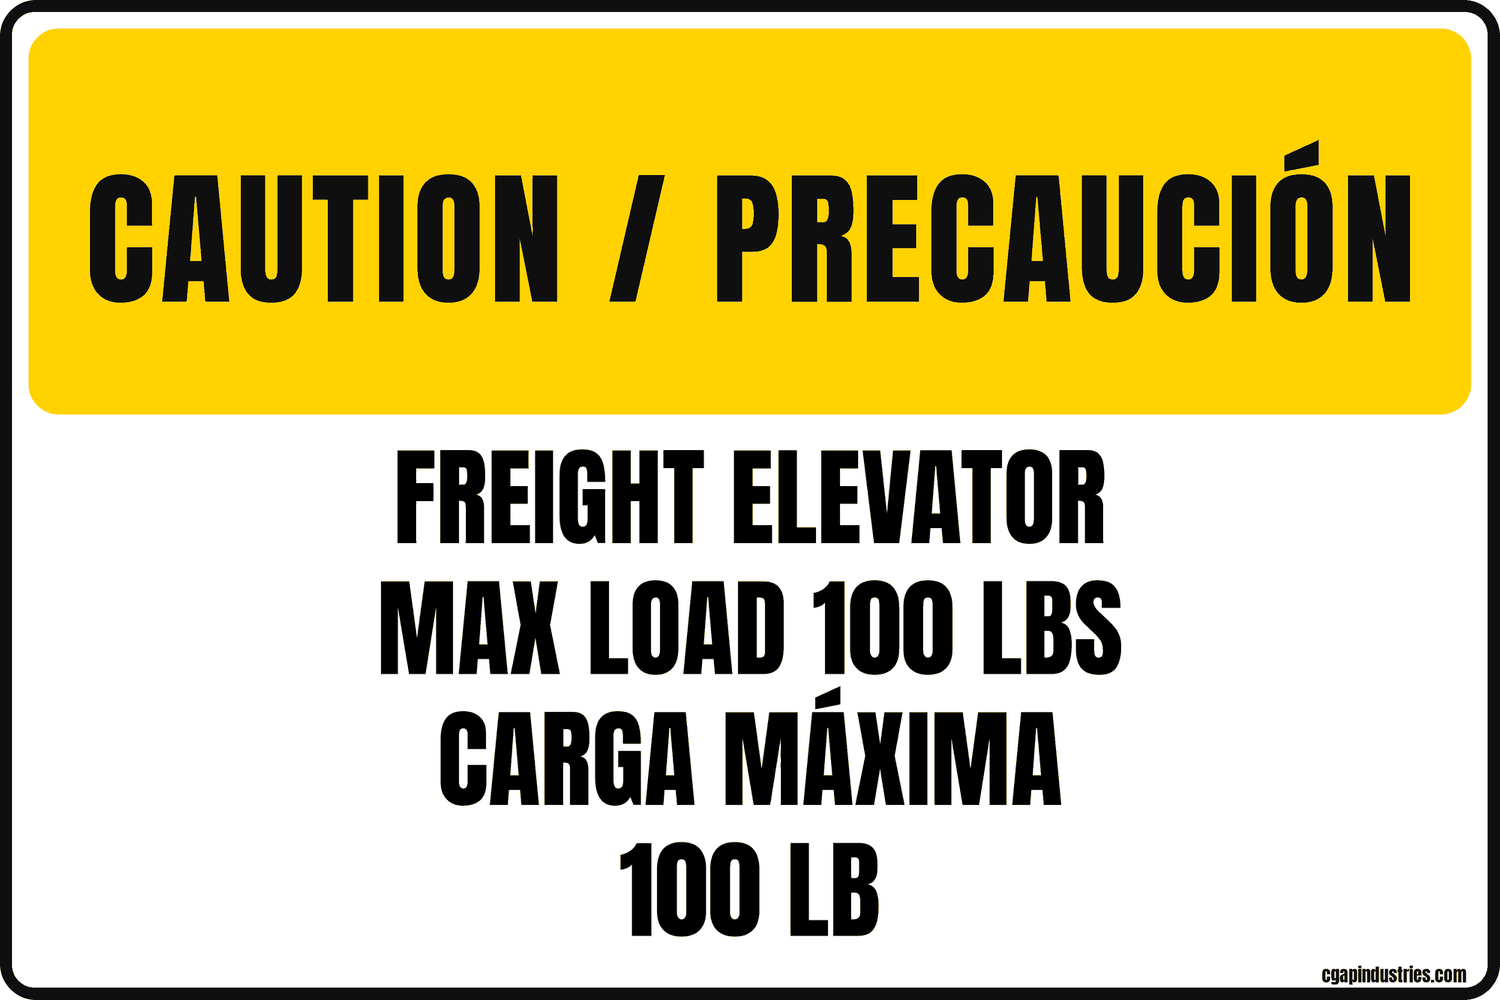 CAUTION / PRECAUCIÓN
FREIGHT ELEVATOR
MAX LOAD 100 LBS
CARGA MÁXIMA
100 LB
cgapindustries.com